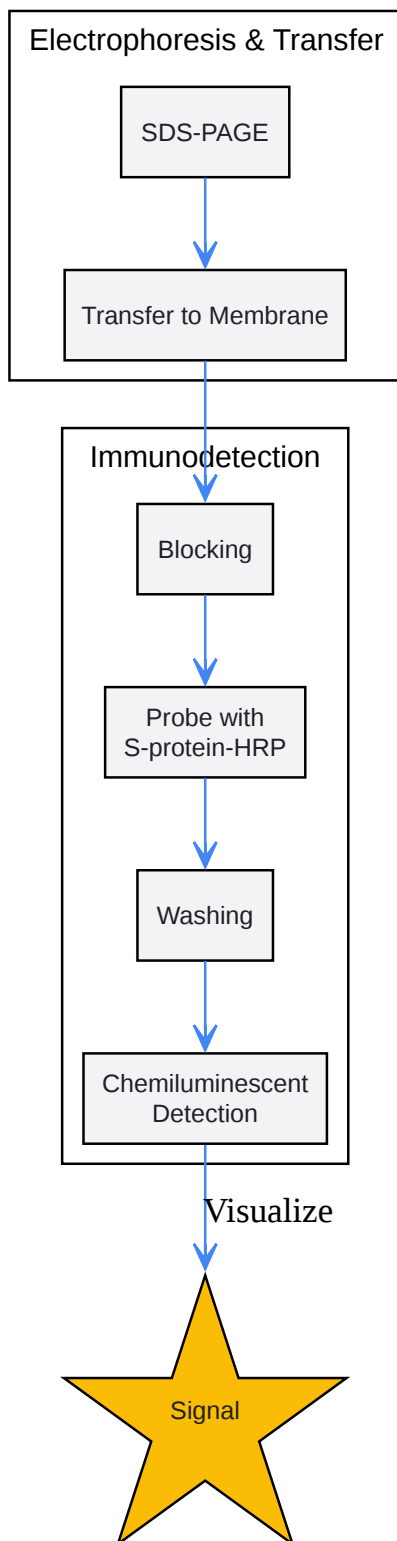 Electrophoresis & Transfer
SDS-PAGE
Transfer to Membrane
Immunodetection
Blocking
Probe with
S-protein-HRP
Washing
Chemiluminescent
Detection
Visualize
Signal